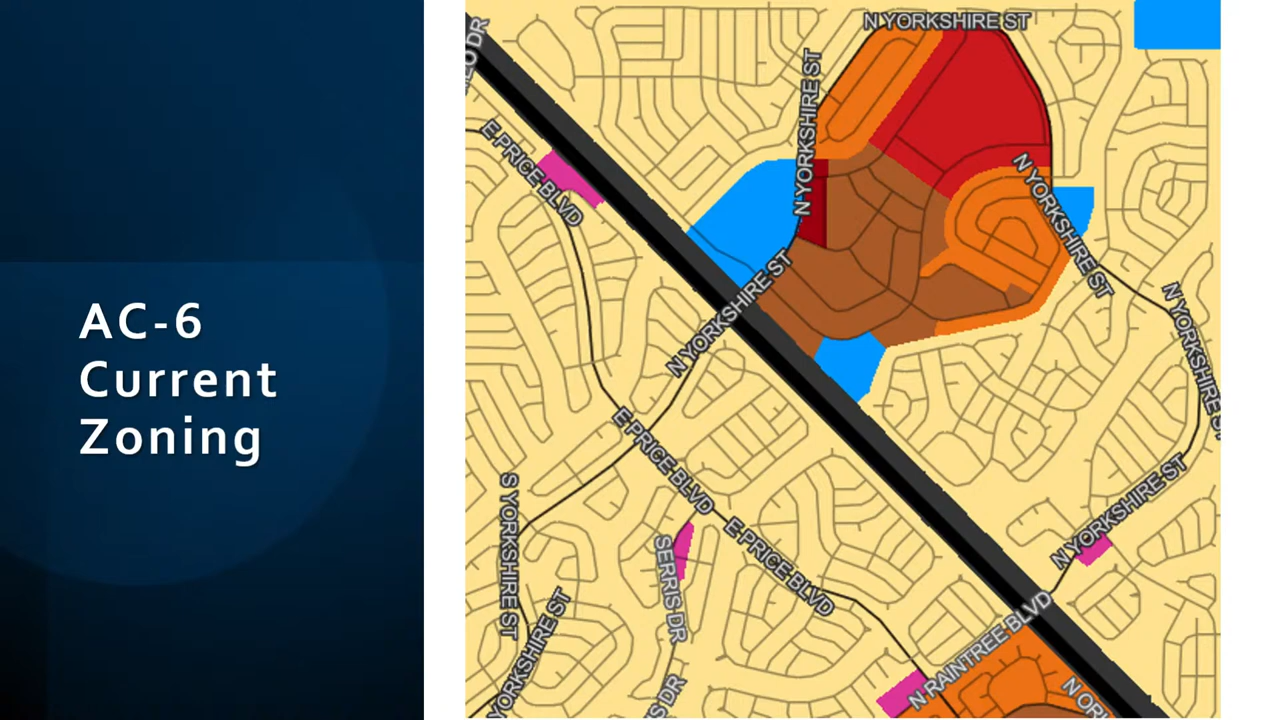 AC-6
Current
Zoning
N YORKSHIRE ST
N YORKSHIRE ST
E PRICE BLVD
N YORKSHIRE ST
N YORKSHIRE ST
N YORKSHIRE
E PRICE BLVD
N YORKSHIRE ST
S YORKSHIRE ST
E PRICE BLVD
SERRIS DR
YORKSHIRE ST
N RAINTREE BLVD
S DR